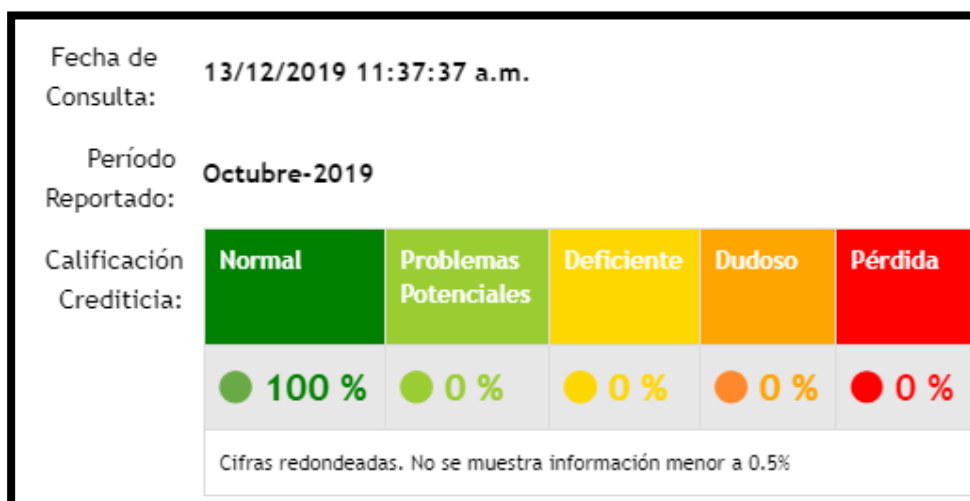 Fecha de
Consulta:
13/12/2019 11:37:37 a.m.
Período
Reportado:
Octubre-2019
Calificación
Crediticia:
Normal
Problemas
Potenciales
Deficiente
Dudoso
Pérdida
100 %
0 %
0 %
0 %
0 %
Cifras redondeadas. No se muestra información menor a 0.5%